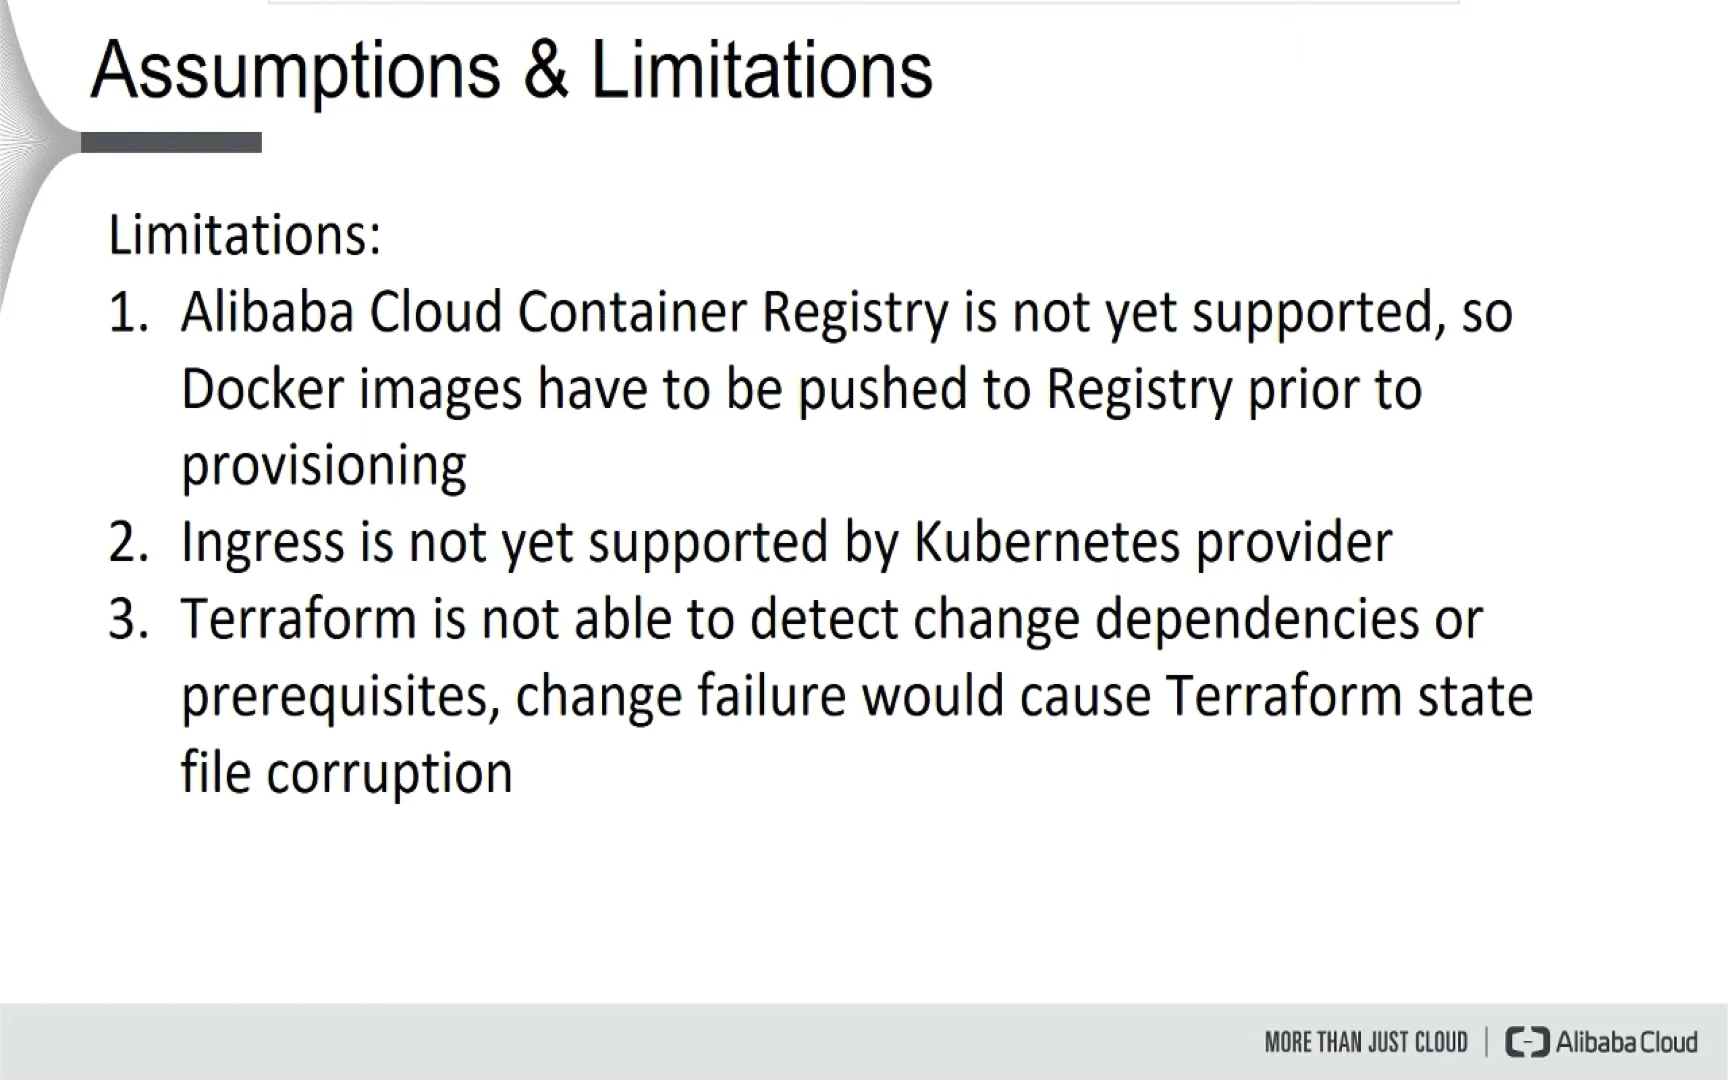 Assumptions & Limitations
Limitations:
1. Alibaba Cloud Container Registry is not yet supported, so
Docker images have to be pushed to Registry prior to
provisioning
2. Ingress is not yet supported by Kubernetes provider
3. Terraform is not able to detect change dependencies or
prerequisites, change failure would cause Terraform state
file corruption
MORE THAN JUST CLOUD | Alibaba Cloud